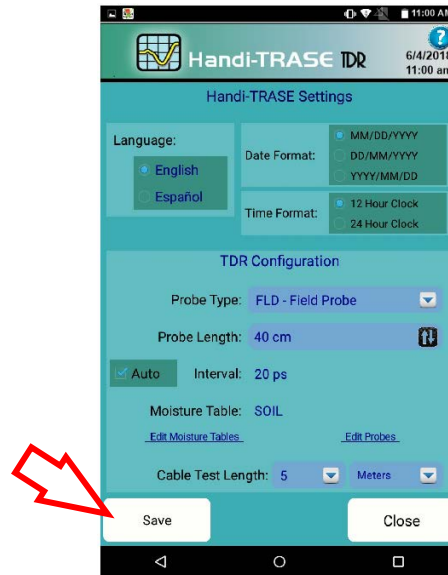 11:00 AM
Handi-TRASE TDR
?
6/4/2018
11:00 am
Handi-TRASE Settings
Language:
English
Español
Date Format:
MM/DD/YYYY
DD/MM/YYYY
YYYY/MM/DD
Time Format:
12 Hour Clock
24 Hour Clock
TDR Configuration
Probe Type: FLD - Field Probe
Probe Length: 40 cm
Auto Interval: 20 ps
Moisture Table: SOIL
Edit Moisture Tables Edit Probes
Cable Test Length: 5 Meters
Save Close